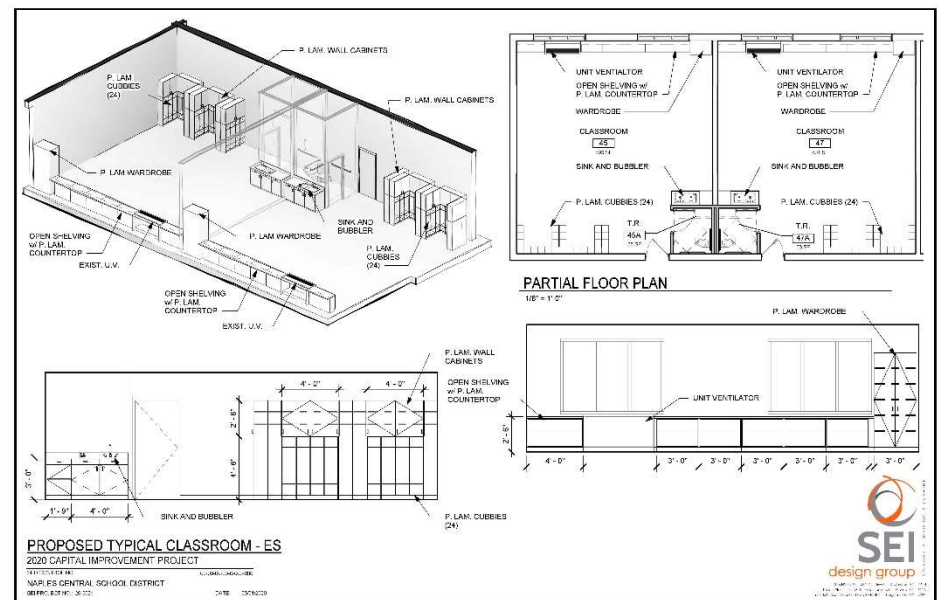 P. LAM. WALL CABINETS
P. LAM.
CUBBIES
(24)
P. LAM. WALL CABINETS
P. LAM WARDROBE
OPEN SHELVING
w/ P. LAM.
COUNTERTOP
EXIST. U.V.
P. LAM WARDROBE
SINK AND
BUBBLER
P. LAM.
CUBBIES
(24)
OPEN SHELVING
w/ P. LAM.
COUNTERTOP
EXIST. U.V.
UNIT VENTILATOR
OPEN SHELVING w/
P. LAM. COUNTERTOP
WARDROBE
CLASSROOM
45
SINK AND BUBBLER
P. LAM. CUBBIES (24)
T.R.
45A
UNIT VENTILATOR
OPEN SHELVING w/
P. LAM. COUNTERTOP
WARDROBE
CLASSROOM
47
SINK AND BUBBLER
P. LAM. CUBBIES (24)
T.R.
47A
PARTIAL FLOOR PLAN
1/8" = 1'-0"
P. LAM. WARDROBE
UNIT VENTILATOR
2' - 6"
4' - 0"
3' - 0"
3' - 0"
3' - 0"
3' - 0"
3' - 0"
P. LAM. WALL
CABINETS
OPEN SHELVING
w/ P. LAM.
COUNTERTOP
4' - 0"
4' - 0"
2' - 6"
4' - 6"
3' - 0"
1' - 9"
4' - 0"
SINK AND BUBBLER
P. LAM. CUBBIES
(24)
PROPOSED TYPICAL CLASSROOM - ES
2020 CAPITAL IMPROVEMENT PROJECT
NAPLES CENTRAL SCHOOL DISTRICT
SEI PROJECT NO.:
DATE
SEI
design group